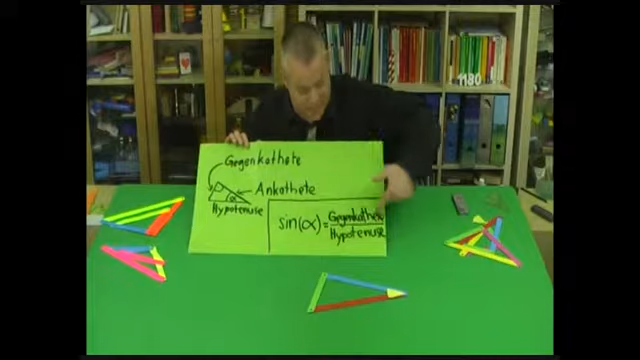 1180
Gegenkathete
Ankathete
Hypotenuse
α
sin(α) = Gegenkathete
Hypotenuse